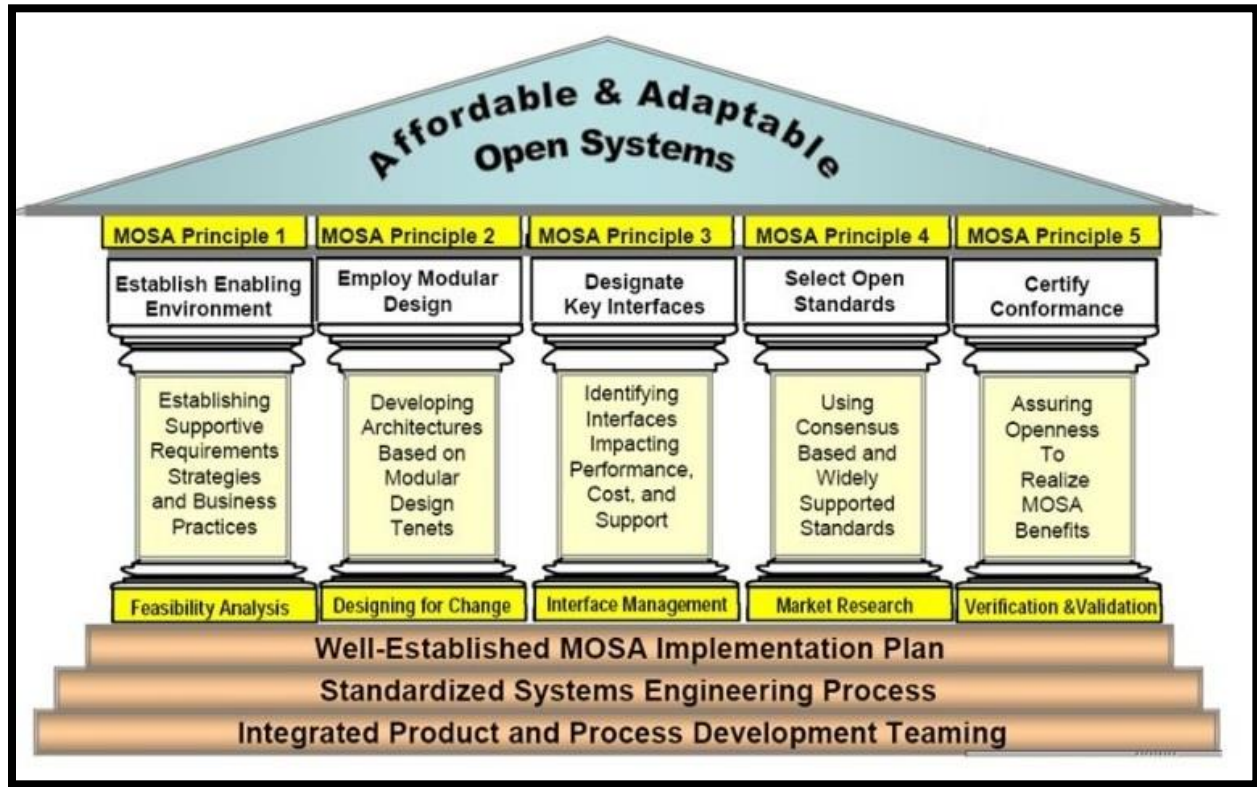 Affordable & Adaptable
Open Systems
MOSA Principle 1
Establish Enabling
Environment
Establishing
Supportive
Requirements
Strategies
and Business
Practices
Feasibility Analysis
MOSA Principle 2
Employ Modular
Design
Developing
Architectures
Based on
Modular
Design
Tenets
Designing for Change
MOSA Principle 3
Designate
Key Interfaces
Identifying
Interfaces
Impacting
Performance,
Cost, and
Support
Interface Management
MOSA Principle 4
Select Open
Standards
Using
Consensus
Based and
Widely
Supported
Standards
Market Research
MOSA Principle 5
Certify
Conformance
Assuring
Openness
To
Realize
MOSA
Benefits
Verification &Validation
Well-Established MOSA Implementation Plan
Standardized Systems Engineering Process
Integrated Product and Process Development Teaming